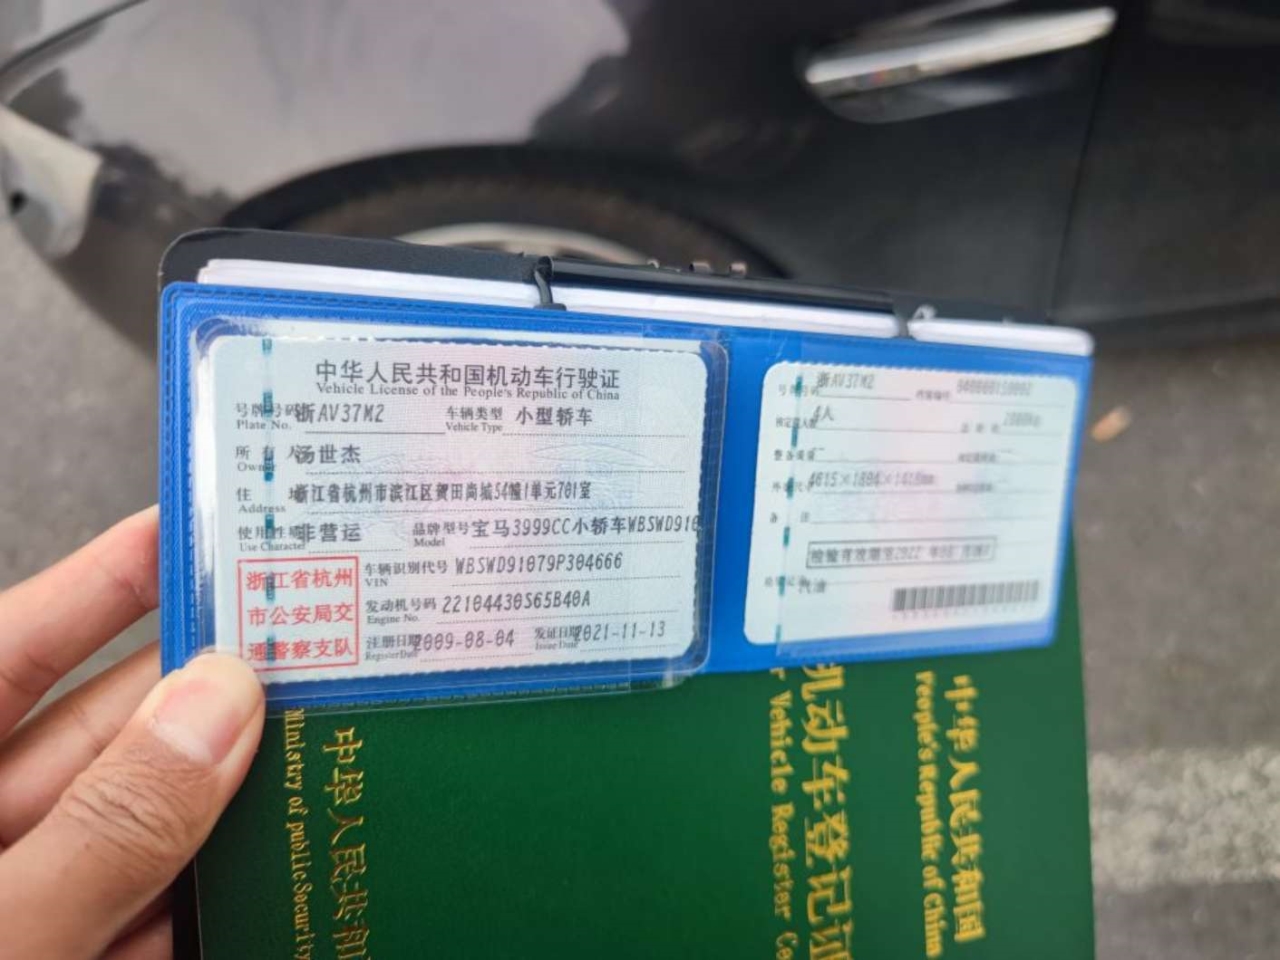 中华人民共和国机动车行驶证
Vehicle License of the People's Republic of China
号牌号码 浙AV37M2 车辆类型 小型轿车
Plate No. Vehicle Type
所有人 汤世杰
Owner
住 址 浙江省杭州市滨江区贺田尚城54幢1单元701室
Address
使用性质 非营运 品牌型号 宝马3999CC小轿车WBSWD910
Use Character Model
浙江省杭州
市公安局交
通警察支队
车辆识别代号 WBSWD91079P304666
VIN
发动机号码 22104430S65B40A
Engine No.
注册日期 2009-08-04 发证日期 2021-11-13
Register Date Issue Date
号牌号码 浙AV37M2
4人
整备质量
备 注
检验有效期至2022年
汽油
中华人民共和
Ministry of public Security
机动车登记证
Vehicle Register
中华人民共和国
People's Republic of China